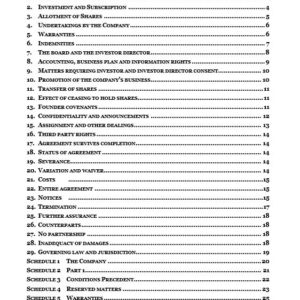 2. Investment and Subscription 4
3. Allotment of Shares 5
4. Undertakings by the Company 6
5. Warranties 6
6. Indemnities 7
7. The board and the investor director 8
8. Accounting, business plan and information rights 9
9. Matters requiring investor and investor director consent 10
10. Promotion of the company's business 10
11. Transfer of shares 11
12. Effect of ceasing to hold shares 11
13. Founder covenants 11
14. Confidentiality and announcements 12
15. Assignment and other dealings 13
16. Third party rights 14
17. Agreement survives completion 14
18. Status of agreement 14
19. Severance 14
20. Variation and waiver 14
21. Costs 15
22. Entire agreement 15
23. Notices 15
24. Termination 17
25. Further assurance 18
26. Counterparts 18
27. No partnership 18
28. Inadequacy of damages 18
29. Governing law and jurisdiction 19
Schedule 1 The Company 20
Schedule 2 Part 1 21
Schedule 3 Conditions Precedent 22
Schedule 4 Reserved matters 23
Schedule 5 Warranties